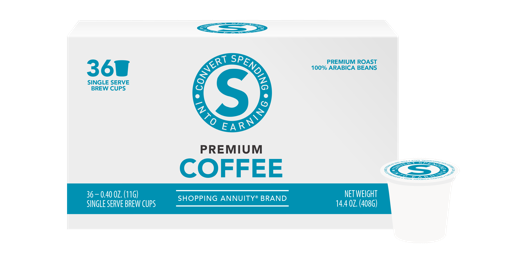 36
SINGLE SERVE
BREW CUPS
CONVERT SPENDING
INTO EARNING
S
PREMIUM ROAST
100% ARABICA BEANS
PREMIUM
COFFEE
36 – 0.40 OZ. (11G)
SINGLE SERVE BREW CUPS
SHOPPING ANNUITY® BRAND
NET WEIGHT
14.4 OZ. (408G)
S